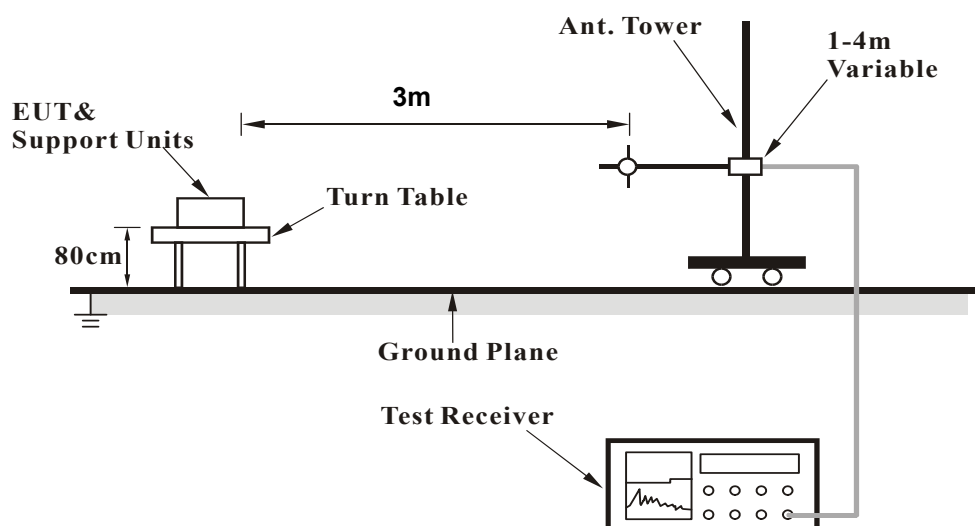 Ant. Tower
1-4m
Variable
3m
EUT&
Support Units
Turn Table
80cm
Ground Plane
Test Receiver